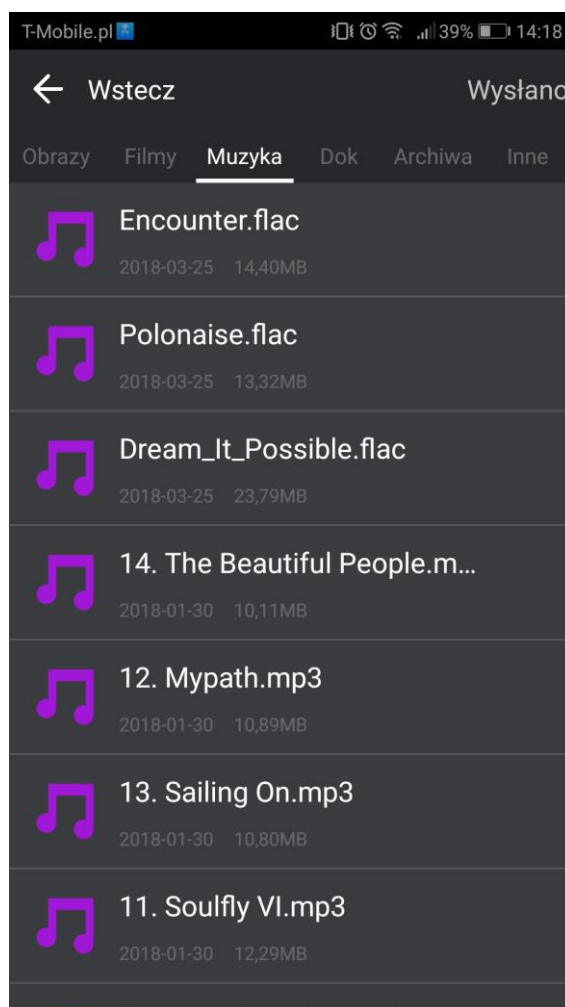 T-Mobile.pl 39% 14:18
Wstecz Wysłano
Obrazy Filmy Muzyka Dok Archiwa Inne
Encounter.flac
2018-03-25 14,40MB
Polonaise.flac
2018-03-25 13,32MB
Dream_It_Possible.flac
2018-03-25 23,79MB
14. The Beautiful People.m...
2018-01-30 10,11MB
12. Mypath.mp3
2018-01-30 10,89MB
13. Sailing On.mp3
2018-01-30 10,80MB
11. Soulfly VI.mp3
2018-01-30 12,29MB